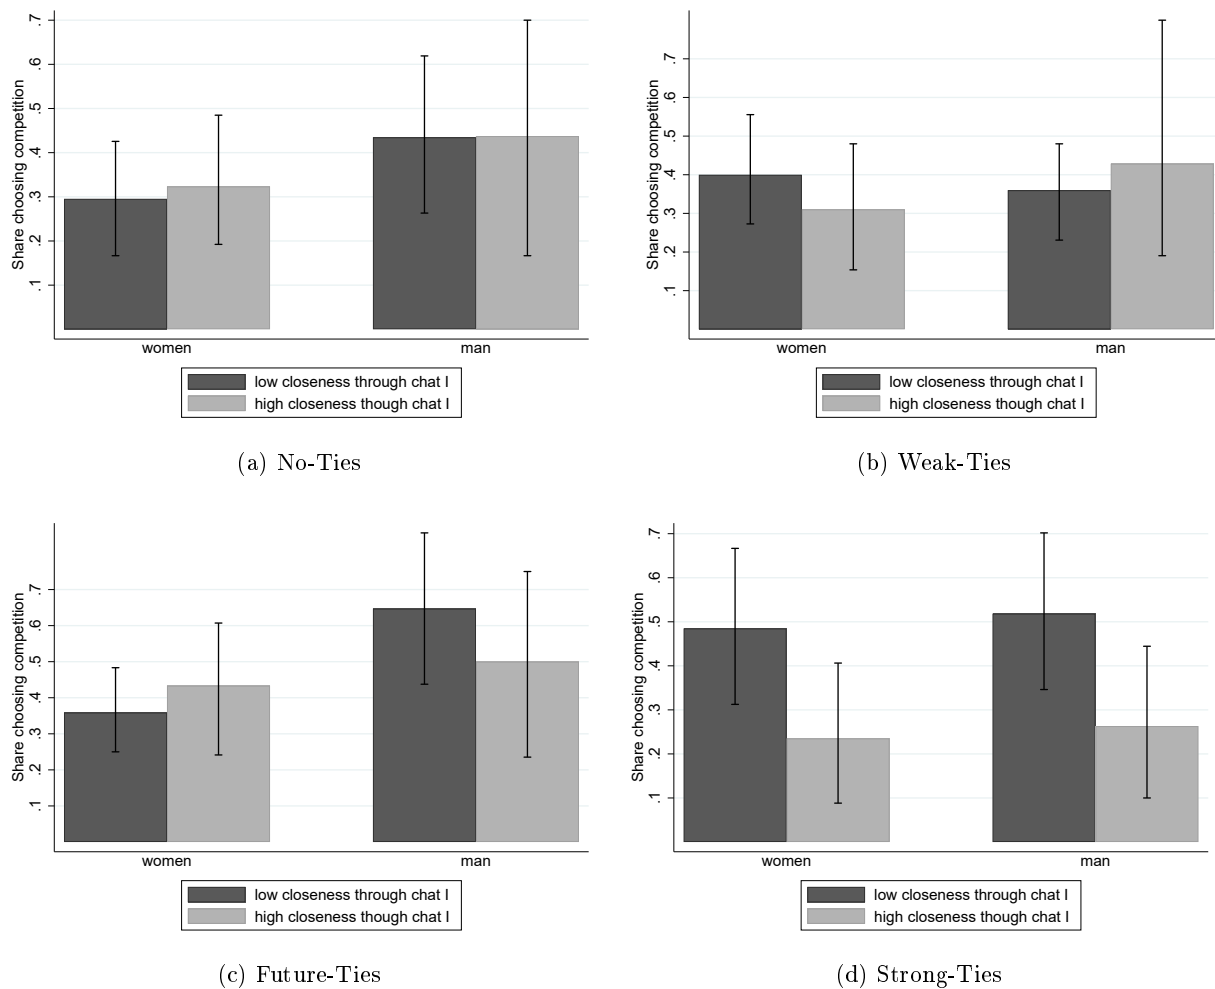 Share choosing competition
.7
.6
.5
.4
.3
.2
.1
women man
low closeness through chat I
high closeness though chat I
(a) No-Ties
Share choosing competition
.7
.6
.5
.4
.3
.2
.1
women man
low closeness through chat I
high closeness though chat I
(b) Weak-Ties
Share choosing competition
.7
.6
.5
.4
.3
.2
.1
women man
low closeness through chat I
high closeness though chat I
(c) Future-Ties
Share choosing competition
.7
.6
.5
.4
.3
.2
.1
women man
low closeness through chat I
high closeness though chat I
(d) Strong-Ties